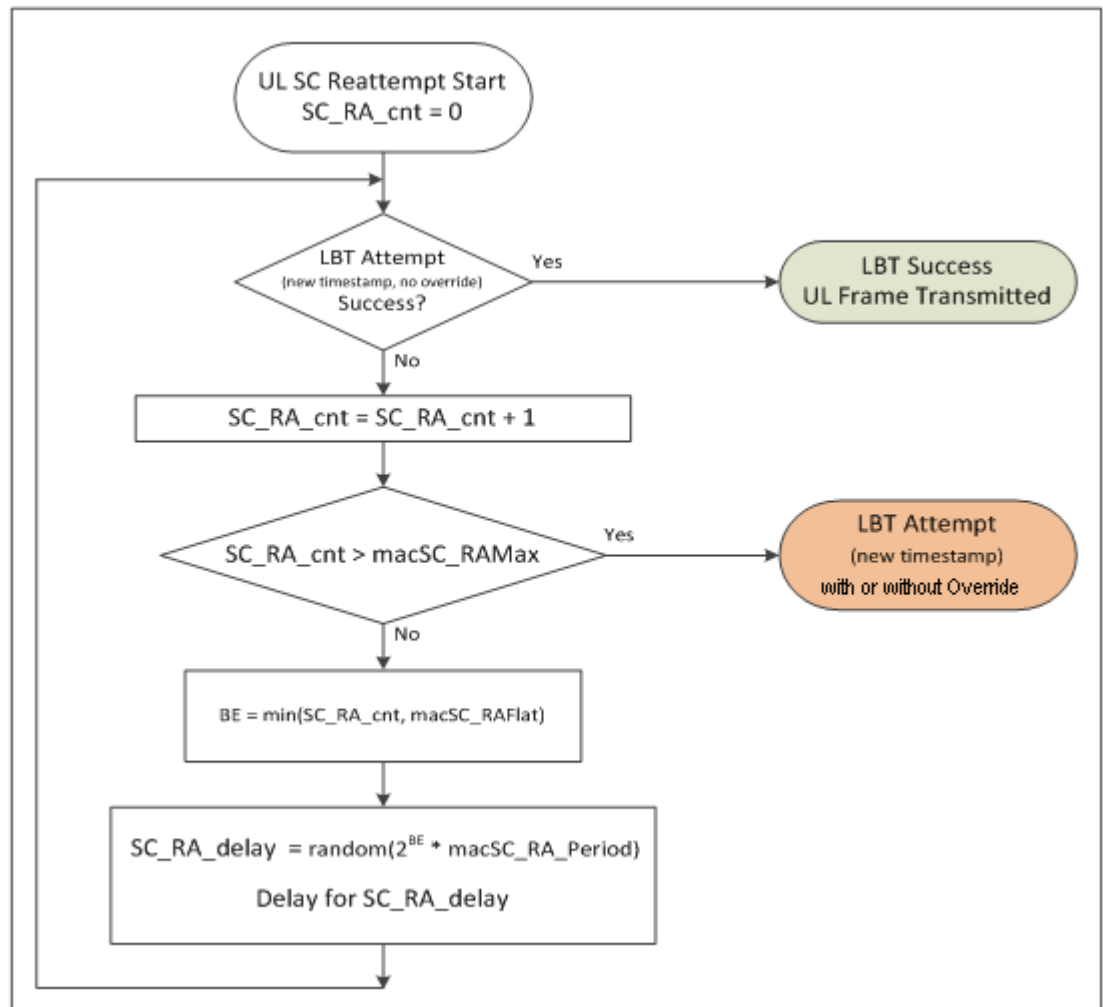 UL SC Reattempt Start
SC_RA_cnt = 0
LBT Attempt
(new timestamp, no override)
Success?
Yes
LBT Success
UL Frame Transmitted
No
SC_RA_cnt = SC_RA_cnt + 1
SC_RA_cnt > macSC_RAMax
Yes
LBT Attempt
(new timestamp)
with or without Override
No
BE = min(SC_RA_cnt, macSC_RAFlat)
SC_RA_delay = random(2^BE * macSC_RA_Period)
Delay for SC_RA_delay